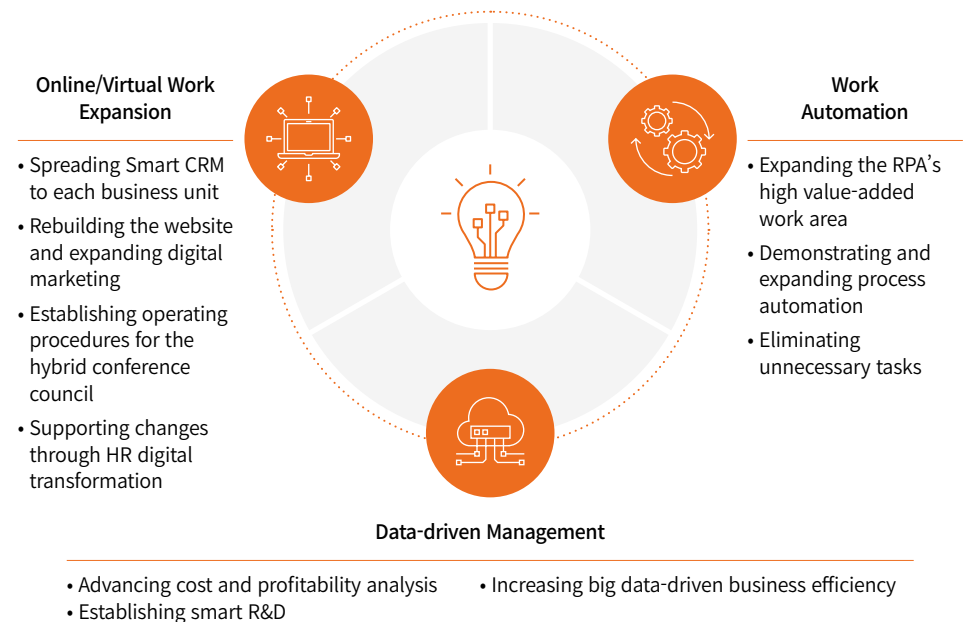 Online/Virtual Work
Expansion
• Spreading Smart CRM
to each business unit
• Rebuilding the website
and expanding digital
marketing
• Establishing operating
procedures for the
hybrid conference
council
• Supporting changes
through HR digital
transformation
Work
Automation
• Expanding the RPA’s
high value-added
work area
• Demonstrating and
expanding process
automation
• Eliminating
unnecessary tasks
Data-driven Management
• Advancing cost and profitability analysis
• Establishing smart R&D
• Increasing big data-driven business efficiency